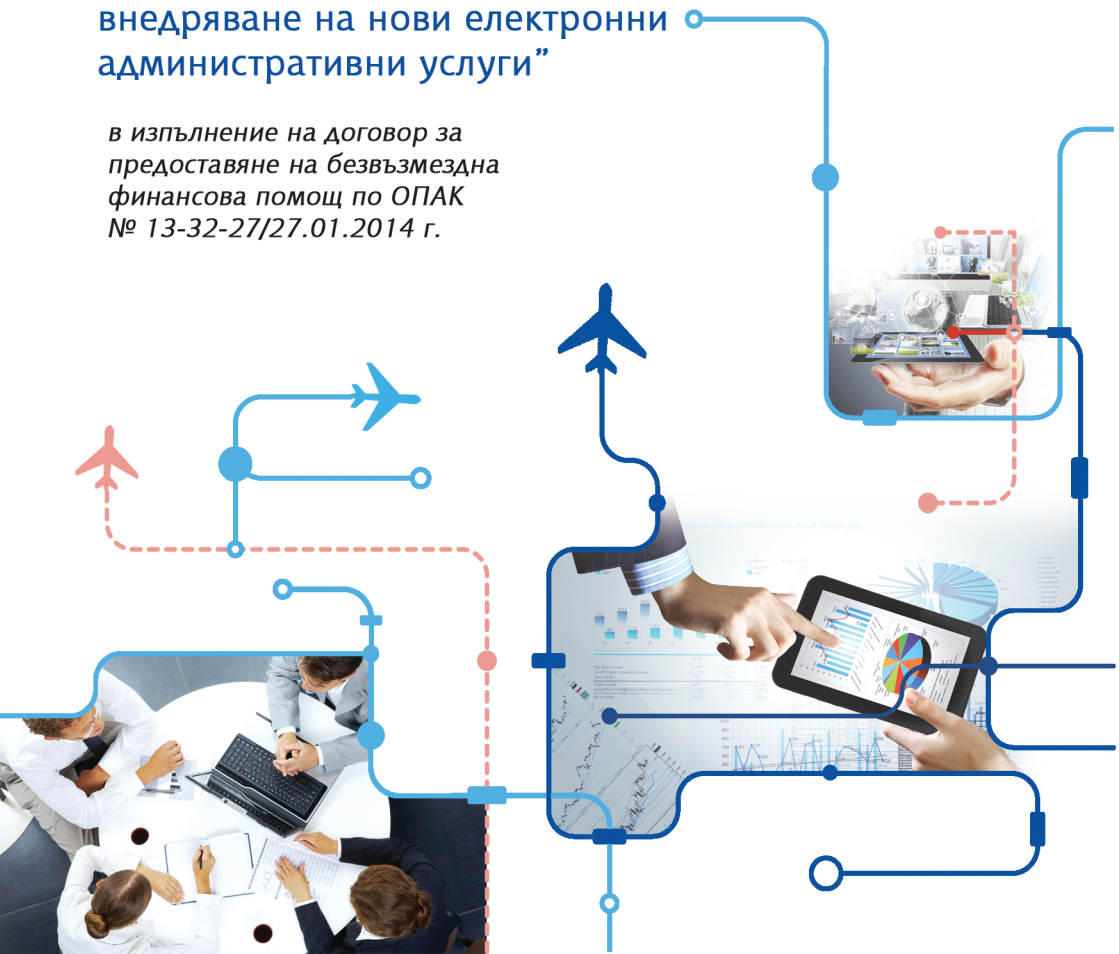 внедряване на нови електронни
административни услуги”
в изпълнение на договор за
предоставяне на безвъзмездна
финансова помощ по ОПАК
№ 13-32-27/27.01.2014 г.